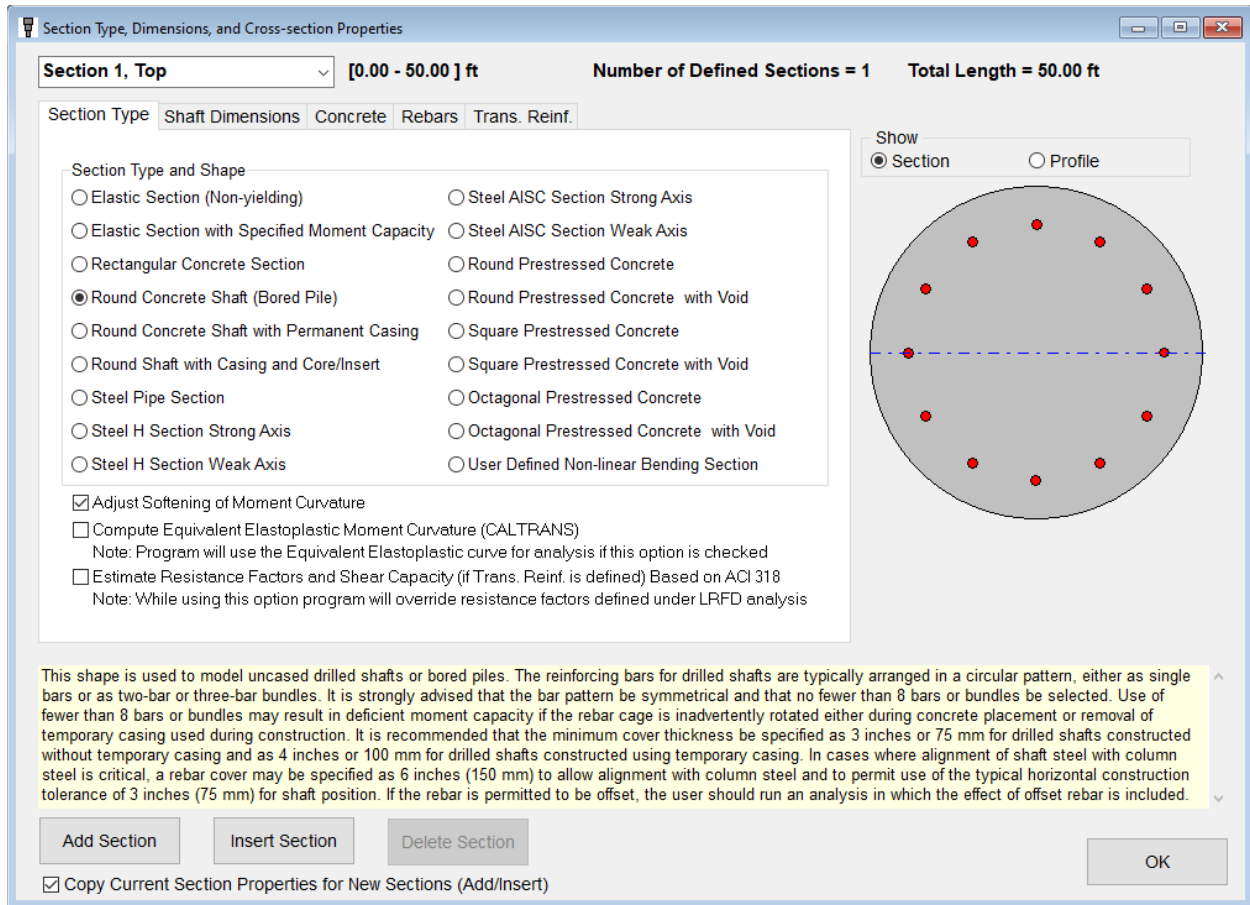 Section Type, Dimensions, and Cross-section Properties
Section 1, Top [0.00 - 50.00 ] ft Number of Defined Sections = 1 Total Length = 50.00 ft
Section Type Shaft Dimensions Concrete Rebars Trans. Reinf.
Show
Section Profile
Section Type and Shape
Elastic Section (Non-yielding)
Elastic Section with Specified Moment Capacity
Rectangular Concrete Section
Round Concrete Shaft (Bored Pile)
Round Concrete Shaft with Permanent Casing
Round Shaft with Casing and Core/Insert
Steel Pipe Section
Steel H Section Strong Axis
Steel H Section Weak Axis
Steel AISC Section Strong Axis
Steel AISC Section Weak Axis
Round Prestressed Concrete
Round Prestressed Concrete with Void
Square Prestressed Concrete
Square Prestressed Concrete with Void
Octagonal Prestressed Concrete
Octagonal Prestressed Concrete with Void
User Defined Non-linear Bending Section
Adjust Softening of Moment Curvature
Compute Equivalent Elastoplastic Moment Curvature (CALTRANS)
Note: Program will use the Equivalent Elastoplastic curve for analysis if this option is checked
Estimate Resistance Factors and Shear Capacity (if Trans. Reinf. is defined) Based on ACI 318
Note: While using this option program will override resistance factors defined under LRFD analysis
This shape is used to model uncased drilled shafts or bored piles. The reinforcing bars for drilled shafts are typically arranged in a circular pattern, either as single
bars or as two-bar or three-bar bundles. It is strongly advised that the bar pattern be symmetrical and that no fewer than 8 bars or bundles be selected. Use of
fewer than 8 bars or bundles may result in deficient moment capacity if the rebar cage is inadvertently rotated either during concrete placement or removal of
temporary casing used during construction. It is recommended that the minimum cover thickness be specified as 3 inches or 75 mm for drilled shafts constructed
without temporary casing and as 4 inches or 100 mm for drilled shafts constructed using temporary casing. In cases where alignment of shaft steel with column
steel is critical, a rebar cover may be specified as 6 inches (150 mm) to allow alignment with column steel and to permit use of the typical horizontal construction
tolerance of 3 inches (75 mm) for shaft position. If the rebar is permitted to be offset, the user should run an analysis in which the effect of offset rebar is included.
Add Section Insert Section Delete Section
OK
Copy Current Section Properties for New Sections (Add/Insert)